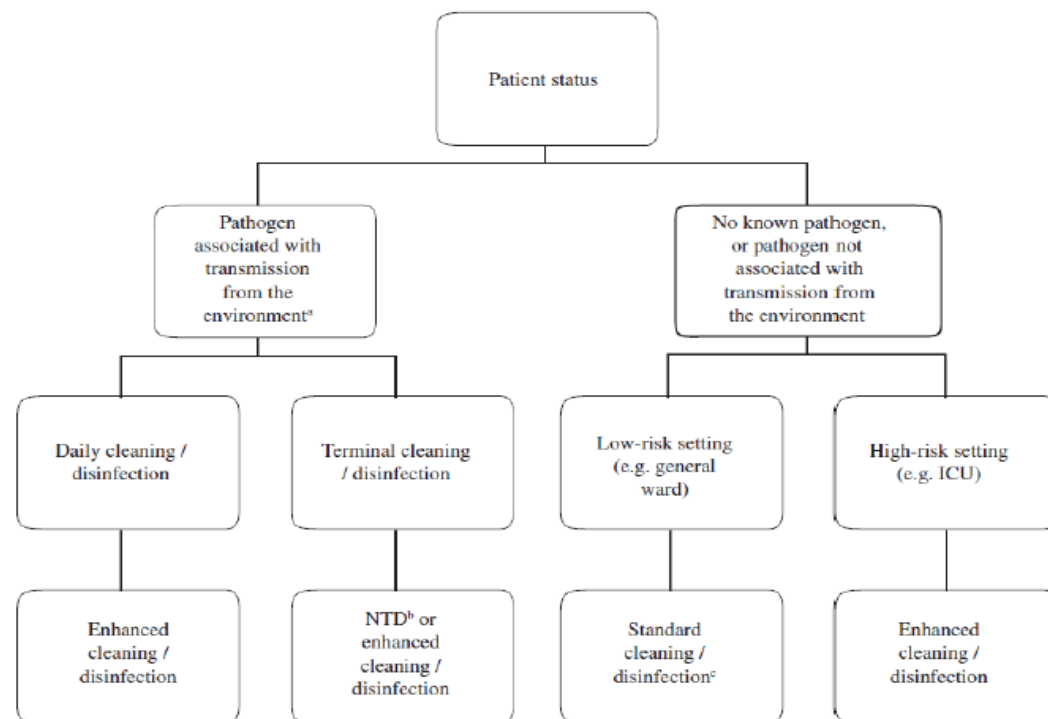 Patient status
Pathogen
associated with
transmission
from the
environmentᵃ
No known pathogen,
or pathogen not
associated with
transmission from
the environment
Daily cleaning /
disinfection
Terminal cleaning
/ disinfection
Low-risk setting
(e.g. general
ward)
High-risk setting
(e.g. ICU)
Enhanced
cleaning /
disinfection
NTDᵇ or
enhanced
cleaning /
disinfection
Standard
cleaning /
disinfectionᶜ
Enhanced
cleaning /
disinfection